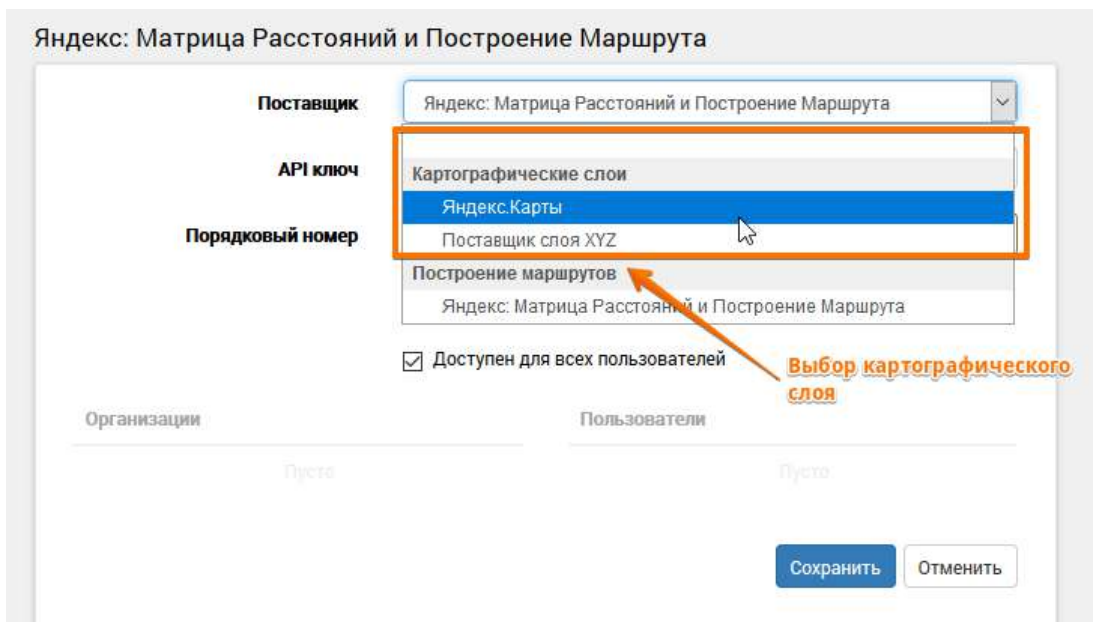 Яндекс: Матрица Расстояний и Построение Маршрута
Поставщик
Яндекс: Матрица Расстояний и Построение Маршрута
API ключ
Картографические слои
Яндекс.Карты
Порядковый номер
Поставщик слоя XYZ
Построение маршрутов
Яндекс: Матрица Расстояний и Построение Маршрута
Доступен для всех пользователей
Выбор картографического
слоя
Организации
Пользователи
Пусто
Пусто
Сохранить
Отменить